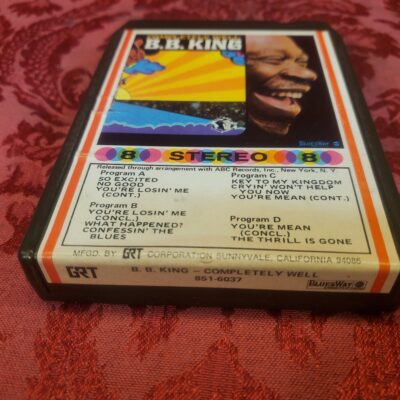 B.B. KING
BLUESWAY
8 STEREO 8
Released through arrangement with ABC Records, Inc., New York, N. Y.
Program A
SO EXCITED
NO GOOD
YOU'RE LOSIN' ME
(CONT.)
Program B
YOU'RE LOSIN' ME
(CONCL.)
WHAT HAPPENED?
CONFESSIN' THE
BLUES
Program C
KEY TO MY KINGDOM
CRYIN' WON'T HELP
YOU NOW
YOU'RE MEAN (CONT.)
Program D
YOU'RE MEAN
(CONCL.)
THE THRILL IS GONE
MFGD. BY GRT CORPORATION SUNNYVALE, CALIFORNIA 94086
GRT
B. B. KING – COMPLETELY WELL
851-6037
BLUESWAY